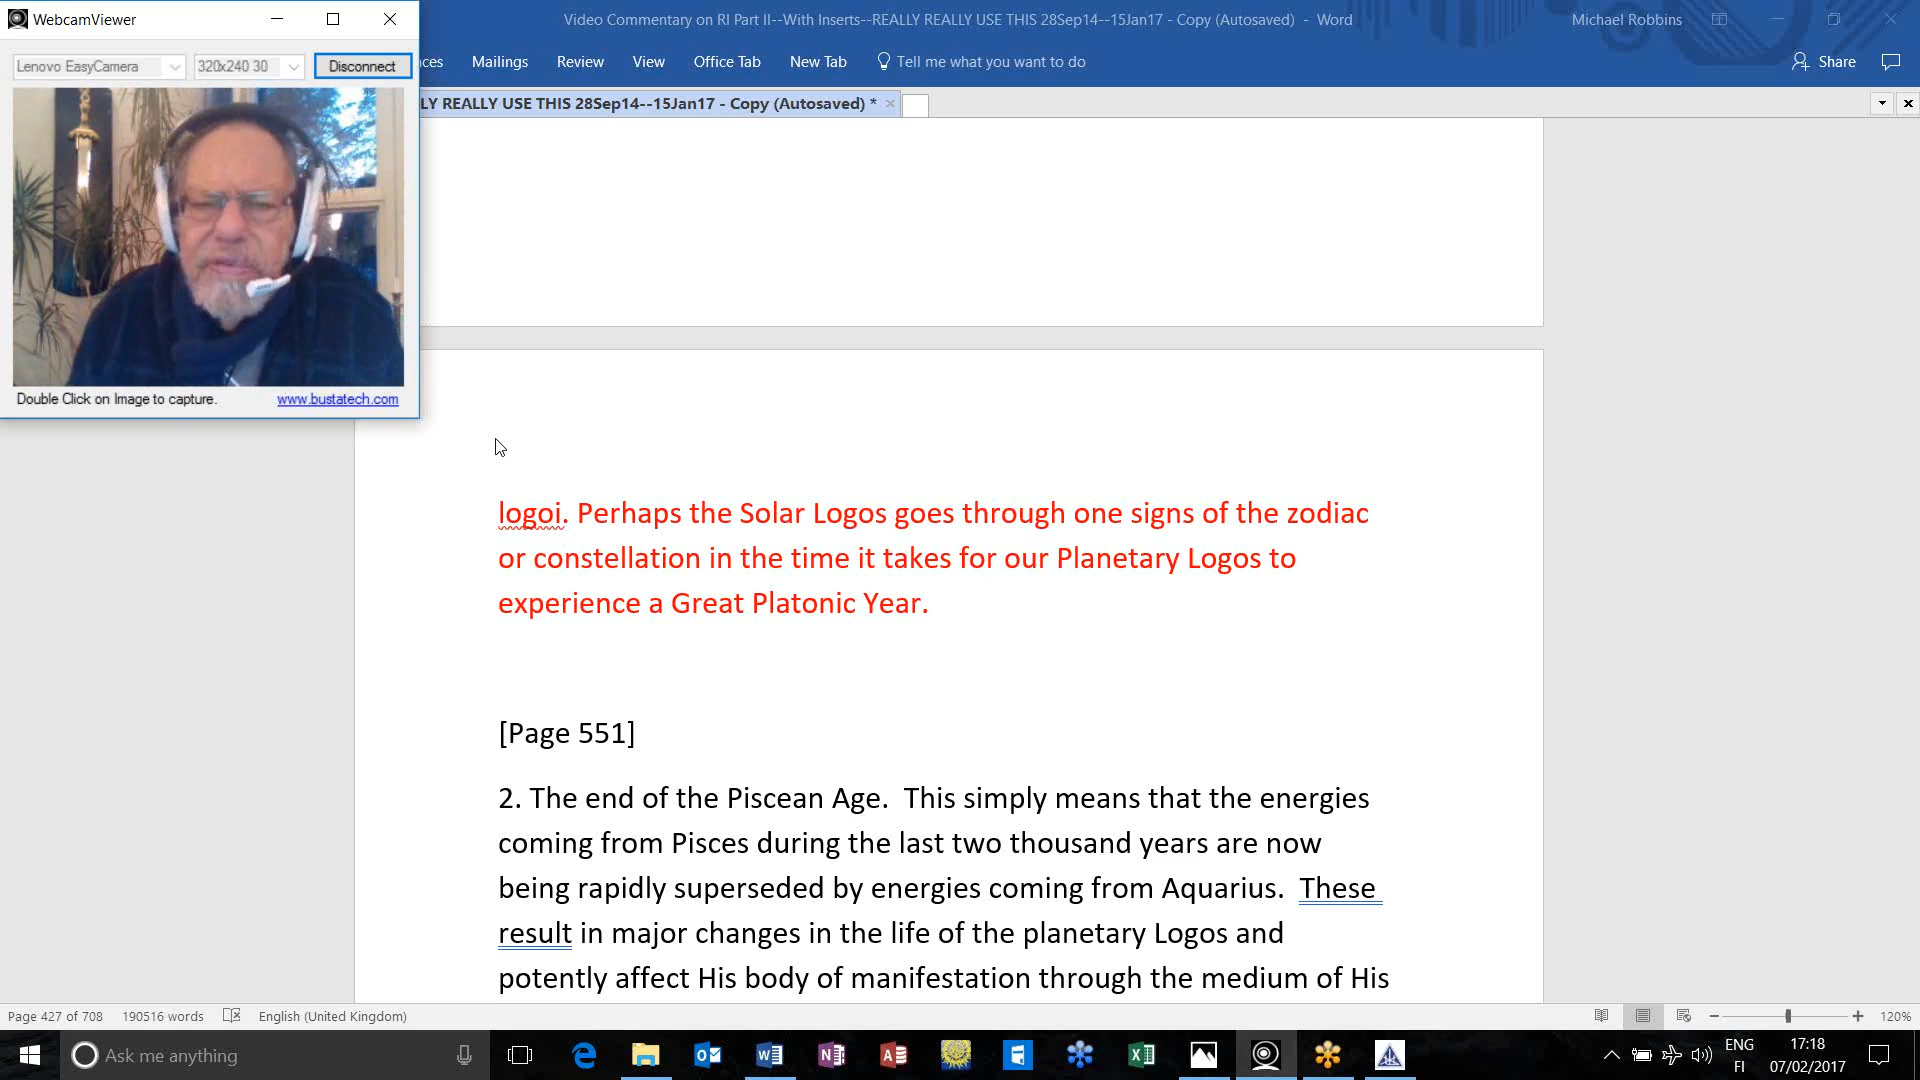 WebcamViewer
Video Commentary on RI Part II--With Inserts--REALLY REALLY USE THIS 28Sep14--15Jan17 - Copy (Autosaved) - Word
Michael Robbins
Lenovo EasyCamera
320x240 30
Disconnect
ces
Mailings
Review
View
Office Tab
New Tab
Tell me what you want to do
Share
LY REALLY USE THIS 28Sep14--15Jan17 - Copy (Autosaved) *
Double Click on Image to capture.
www.bustatech.com
logoi. Perhaps the Solar Logos goes through one signs of the zodiac
or constellation in the time it takes for our Planetary Logos to
experience a Great Platonic Year.
[Page 551]
2. The end of the Piscean Age.  This simply means that the energies
coming from Pisces during the last two thousand years are now
being rapidly superseded by energies coming from Aquarius.  These
result in major changes in the life of the planetary Logos and
potently affect His body of manifestation through the medium of His
Page 427 of 708
190516 words
English (United Kingdom)
120%
Ask me anything
ENG
FI
17:18
07/02/2017